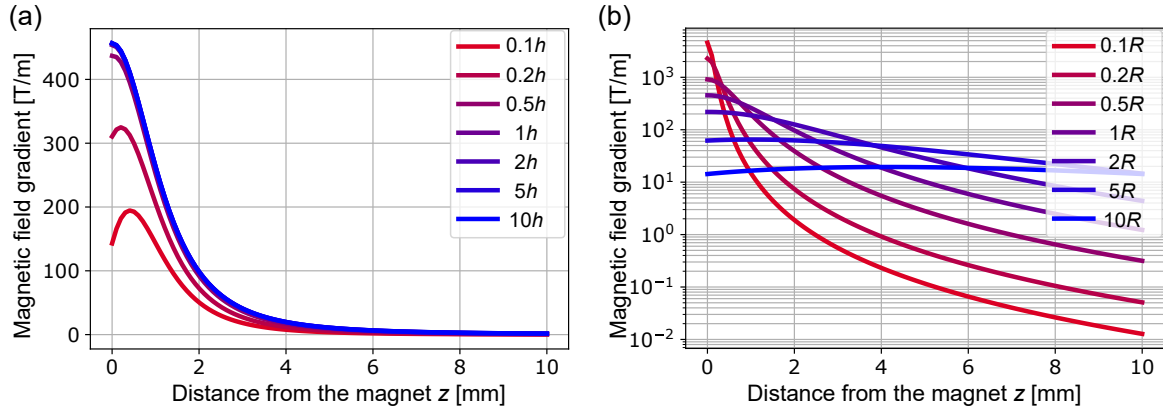 (a)
Magnetic field gradient [T/m]
400
300
200
100
0
0 2 4 6 8 10
Distance from the magnet z [mm]
0.1h
0.2h
0.5h
1h
2h
5h
10h
(b)
Magnetic field gradient [T/m]
10³
10²
10¹
10⁰
10⁻¹
10⁻²
0 2 4 6 8 10
Distance from the magnet z [mm]
0.1R
0.2R
0.5R
1R
2R
5R
10R